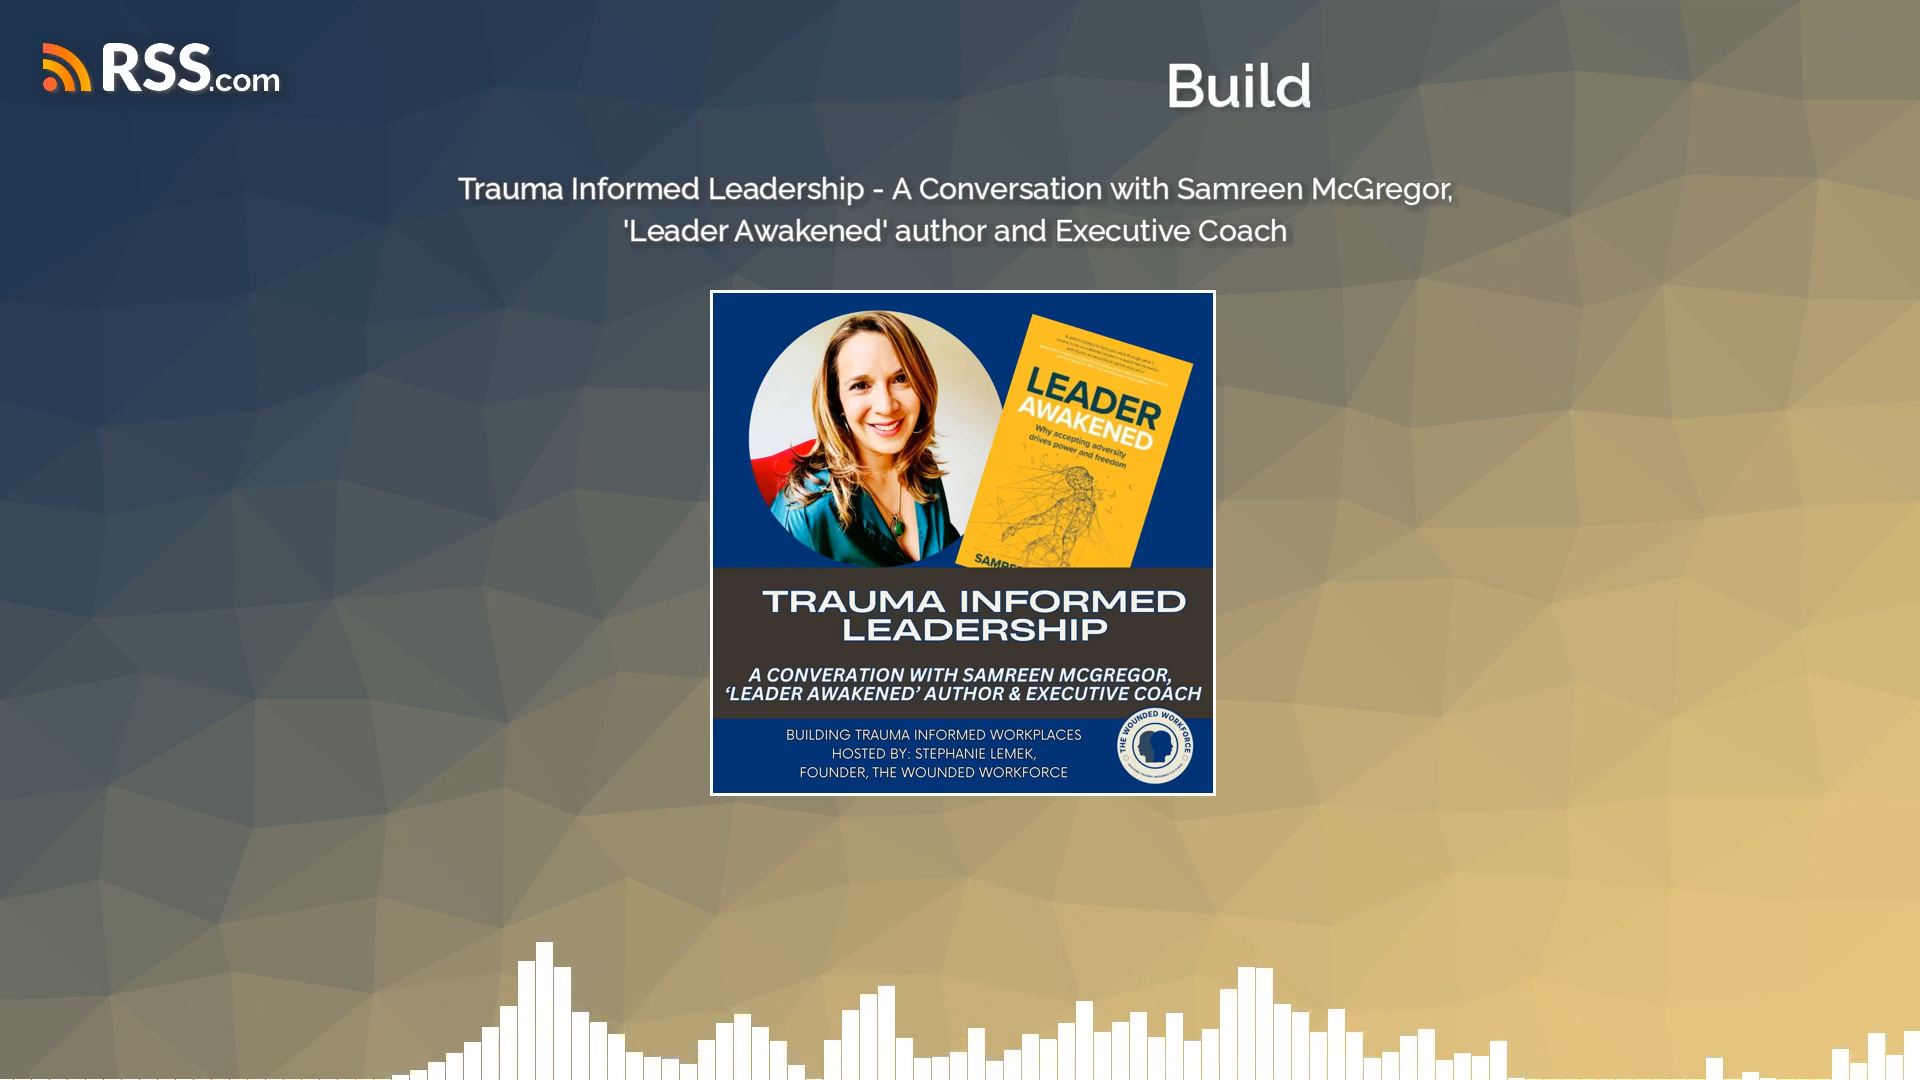 RSS.com
Build
Trauma Informed Leadership - A Conversation with Samreen McGregor,
'Leader Awakened' author and Executive Coach
LEADER
AWAKENED
Why accepting adversity
drives power and freedom
TRAUMA INFORMED
LEADERSHIP
A CONVERATION WITH SAMREEN MCGREGOR,
‘LEADER AWAKENED’ AUTHOR & EXECUTIVE COACH
BUILDING TRAUMA INFORMED WORKPLACES
HOSTED BY: STEPHANIE LEMEK,
FOUNDER, THE WOUNDED WORKFORCE
THE WOUNDED WORKFORCE